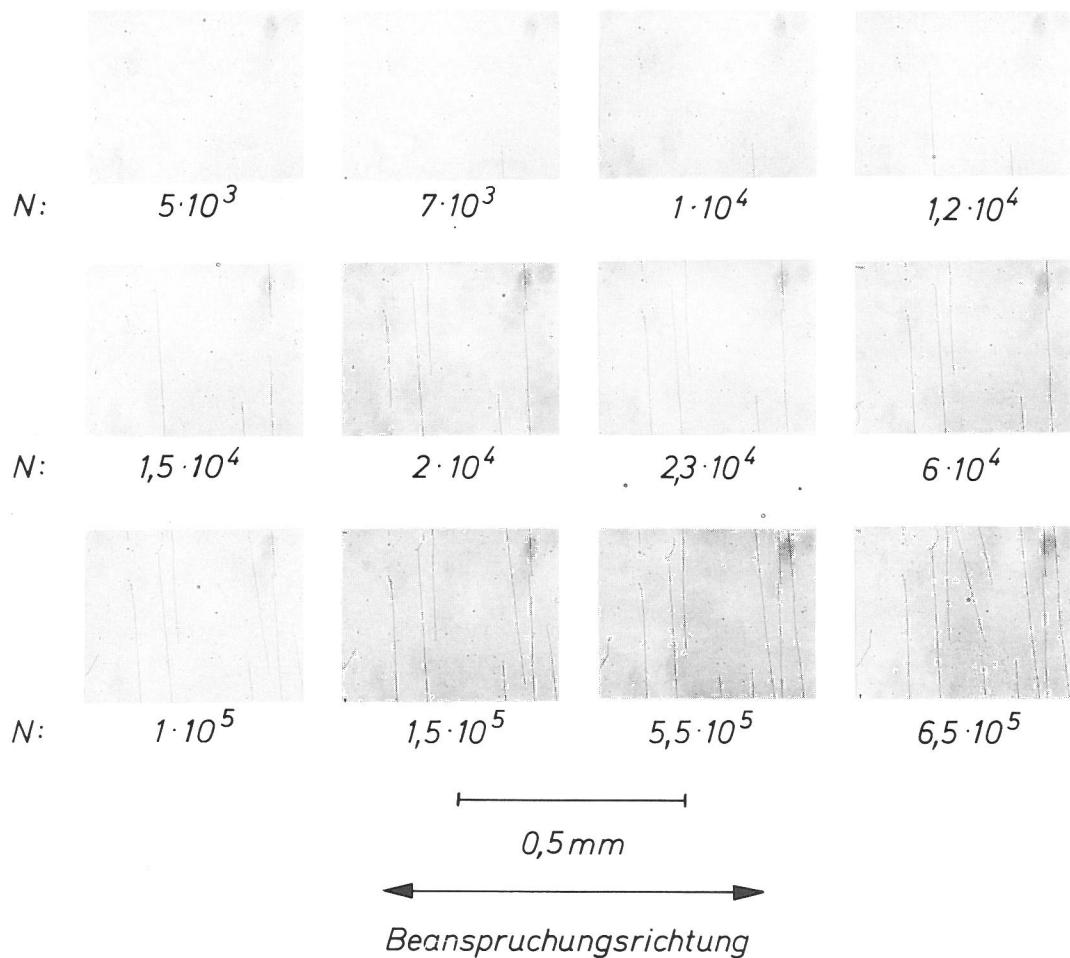 N: 5·10³ 7·10³ 1·10⁴ 1,2·10⁴
N: 1,5·10⁴ 2·10⁴ 2,3·10⁴ 6·10⁴
N: 1·10⁵ 1,5·10⁵ 5,5·10⁵ 6,5·10⁵
0,5 mm
Beanspruchungsrichtung